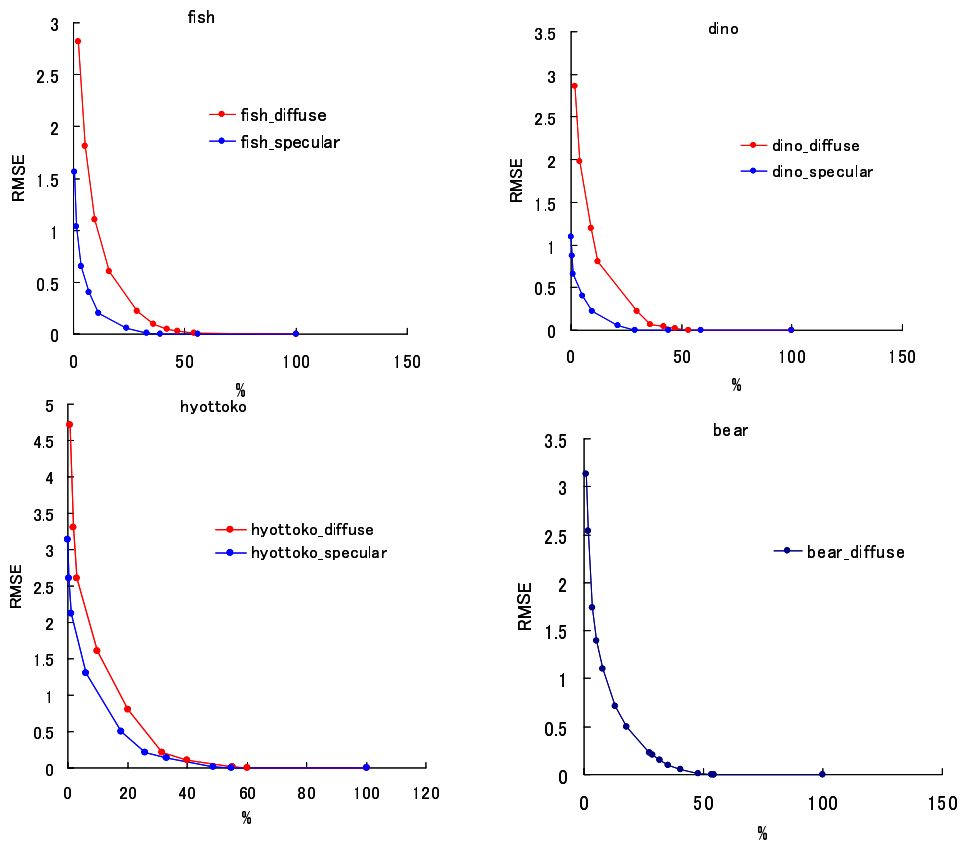 fish
3
2.5
2
1.5
1
0.5
0
RMSE
fish_diffuse
fish_specular
0 50 100 150
%
dino
3.5
3
2.5
2
1.5
1
0.5
0
RMSE
dino_diffuse
dino_specular
0 50 100 150
%
hyottoko
5
4.5
4
3.5
3
2.5
2
1.5
1
0.5
0
RMSE
hyottoko_diffuse
hyottoko_specular
0 20 40 60 80 100 120
%
bear
3.5
3
2.5
2
1.5
1
0.5
0
RMSE
bear_diffuse
0 50 100 150
%